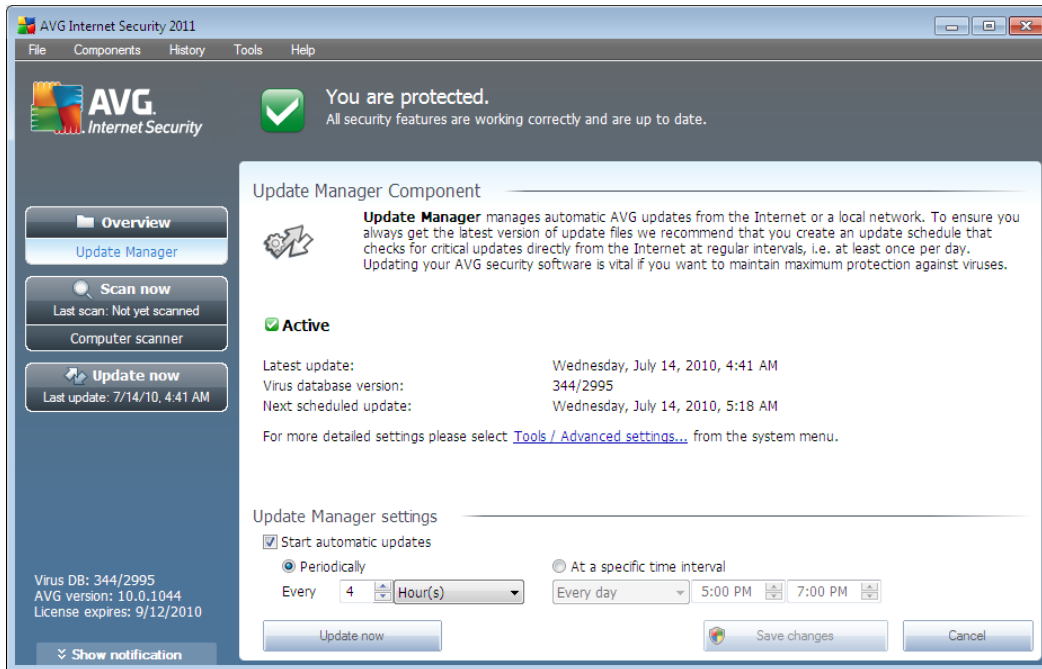 AVG Internet Security 2011
File Components History Tools Help
AVG.
Internet Security
You are protected.
All security features are working correctly and are up to date.
Overview
Update Manager
Scan now
Last scan: Not yet scanned
Computer scanner
Update now
Last update: 7/14/10, 4:41 AM
Virus DB: 344/2995
AVG version: 10.0.1044
License expires: 9/12/2010
Show notification
Update Manager Component
Update Manager manages automatic AVG updates from the Internet or a local network. To ensure you
always get the latest version of update files we recommend that you create an update schedule that
checks for critical updates directly from the Internet at regular intervals, i.e. at least once per day.
Updating your AVG security software is vital if you want to maintain maximum protection against viruses.
Active
Latest update: Wednesday, July 14, 2010, 4:41 AM
Virus database version: 344/2995
Next scheduled update: Wednesday, July 14, 2010, 5:18 AM
For more detailed settings please select Tools / Advanced settings... from the system menu.
Update Manager settings
Start automatic updates
Periodically At a specific time interval
Every 4 Hour(s) Every day 5:00 PM 7:00 PM
Update now Save changes Cancel